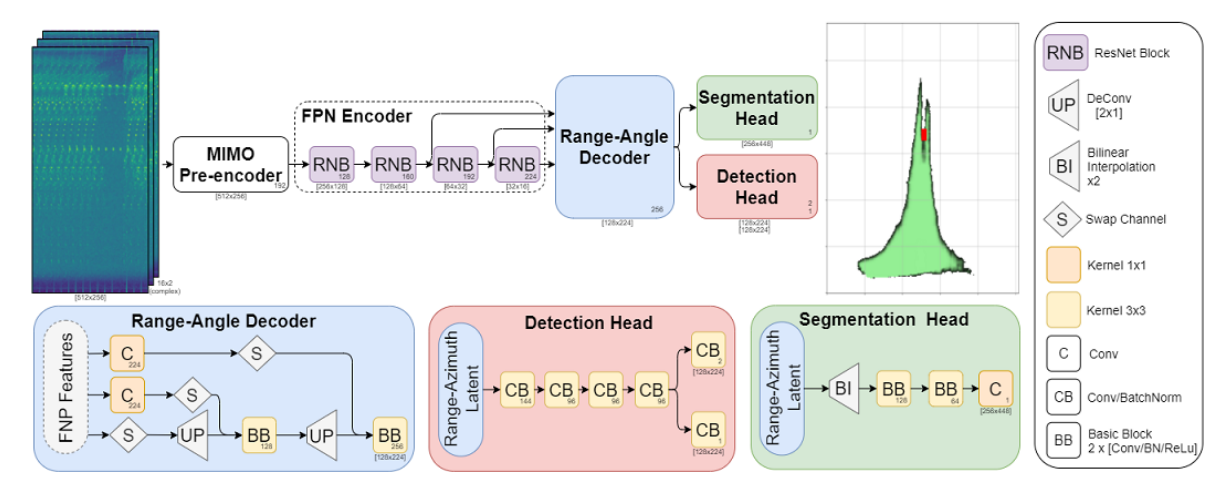 16x2
(complex)
[512x256]
MIMO
Pre-encoder
192
[512x256]
FPN Encoder
RNB
128
[256x128]
RNB
160
[128x64]
RNB
192
[64x32]
RNB
224
[32x16]
Range-Angle
Decoder
256
[128x224]
Segmentation
Head
1
[256x448]
Detection
Head
2
1
[128x224]
[128x224]
RNB
ResNet Block
UP
DeConv
[2x1]
BI
Bilinear
Interpolation
x2
S
Swap Channel
Kernel 1x1
Kernel 3x3
C
Conv
CB
Conv/BatchNorm
BB
Basic Block
2 x [Conv/BN/ReLu]
Range-Angle Decoder
FNP Features
C
224
S
C
224
S
S
UP
BB
128
UP
BB
256
[128x224]
Detection Head
Range-Azimuth
Latent
CB
144
CB
96
CB
96
CB
96
CB
2
[128x224]
CB
1
[128x224]
Segmentation Head
Range-Azimuth
Latent
BI
BB
128
BB
64
C
1
[256x448]